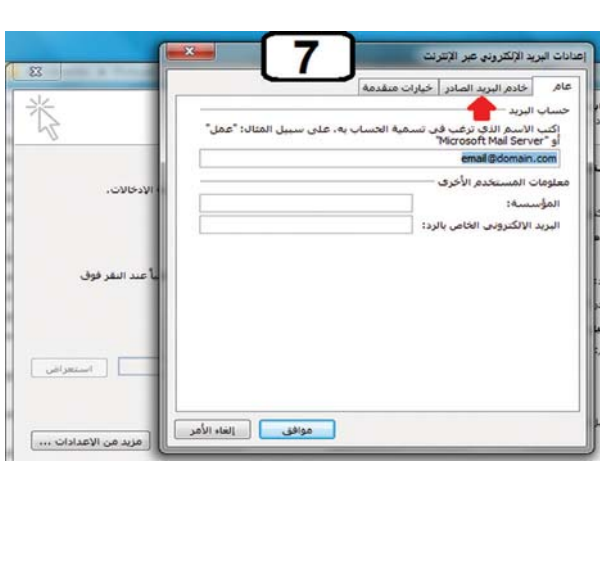 7
إعدادات البريد الإلكتروني عبر الإنترنت
عام
خادم البريد الصادر
خيارات متقدمة
حساب البريد
اكتب الاسم الذي ترغب في تسمية الحساب به، على سبيل المثال: "عمل"
أو "Microsoft Mail Server"
email@domain.com
معلومات المستخدم الأخرى
المؤسسة:
البريد الالكتروني الخاص بالرد:
موافق
إلغاء الأمر
الإدخالات.
عند النقر فوق
استعراض
مزيد من الإعدادات ...